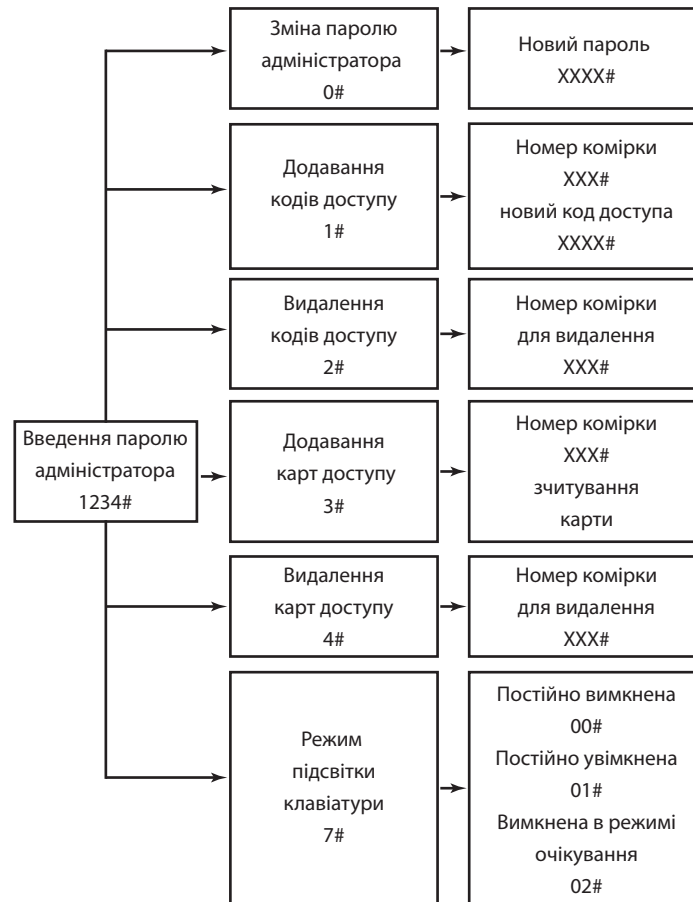 Зміна паролю
адміністратора
0#
Новий пароль
XXXX#
Додавання
кодів доступу
1#
Номер комірки
XXX#
новий код доступа
XXXX#
Видалення
кодів доступу
2#
Номер комірки
для видалення
XXX#
Введення паролю
адміністратора
1234#
Додавання
карт доступу
3#
Номер комірки
XXX#
зчитування
карти
Видалення
карт доступу
4#
Номер комірки
для видалення
XXX#
Режим
підсвітки
клавіатури
7#
Постійно вимкнена
00#
Постійно увімкнена
01#
Вимкнена в режимі
очікування
02#